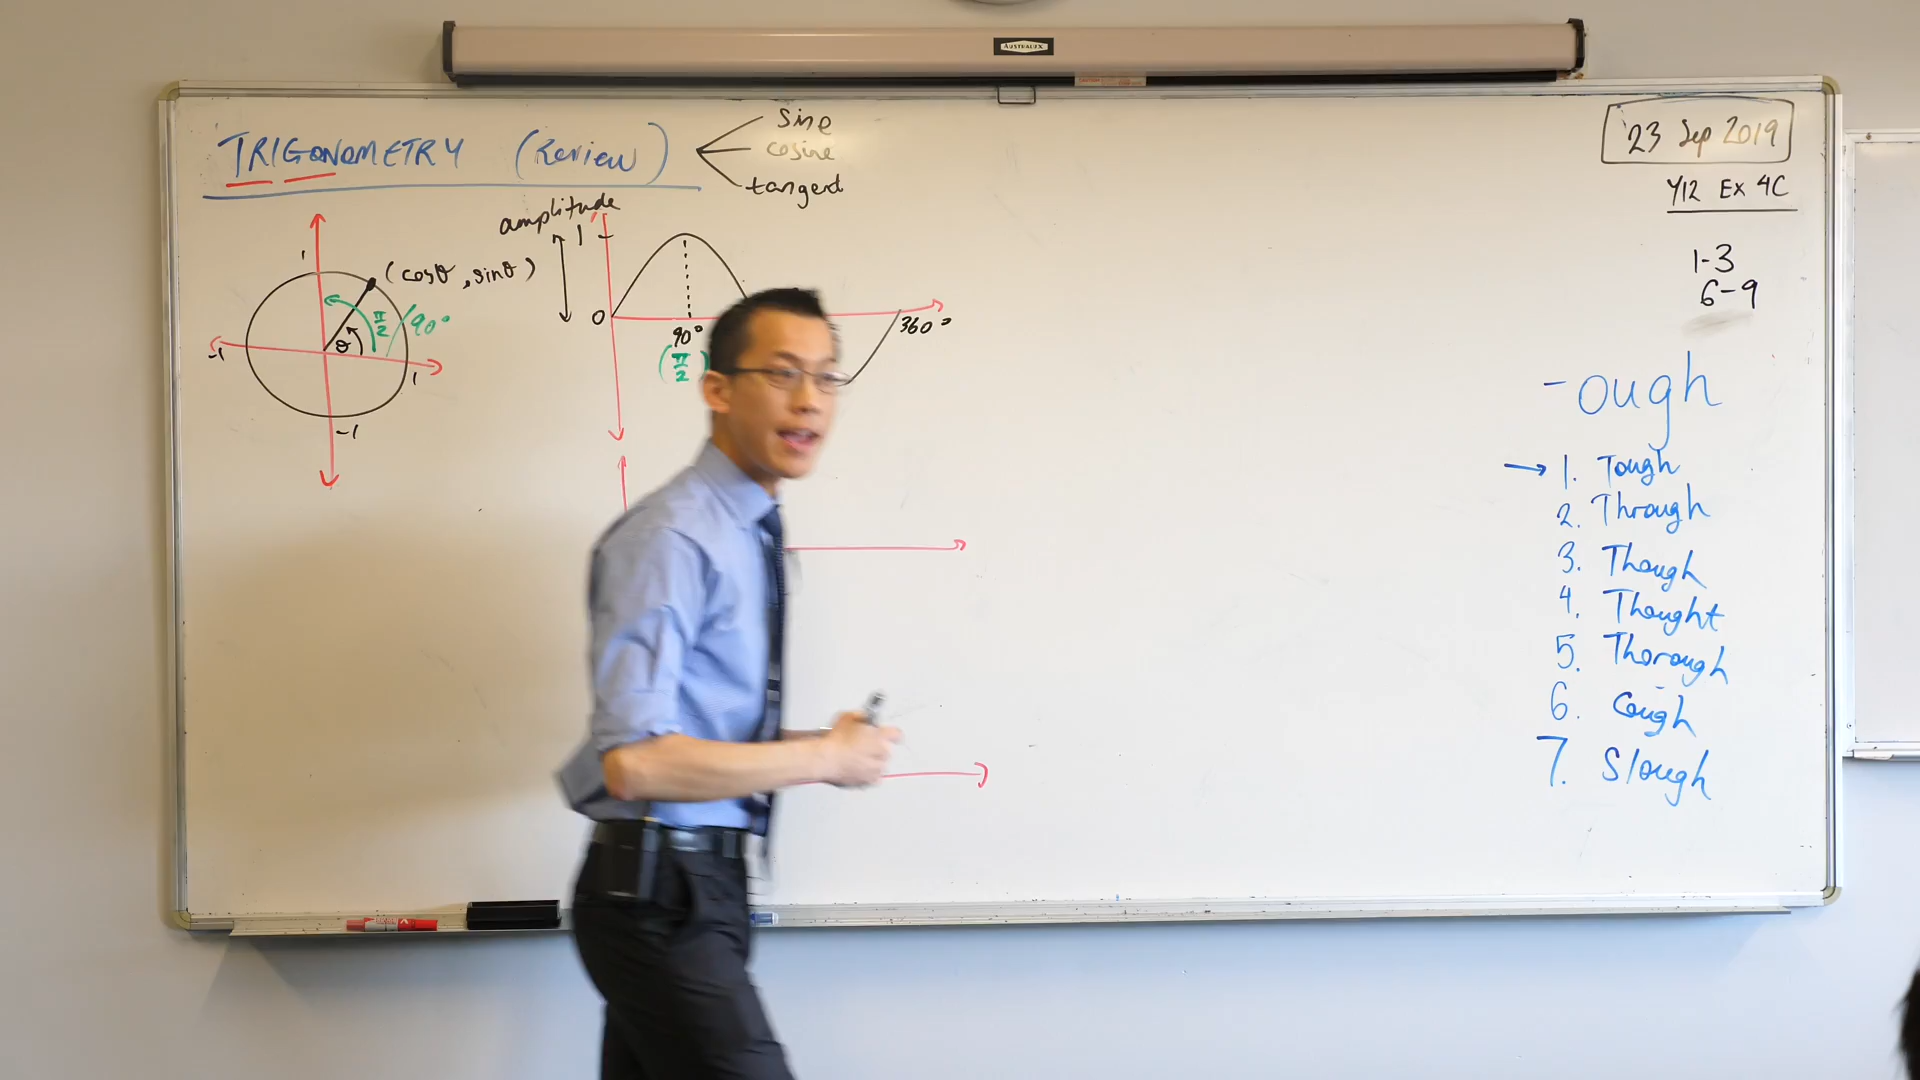 AUSTRALEX
TRIGONOMETRY (Review)
sine
cosine
tangent
23 Sep 2019
Y12 Ex 4C
1-3
6-9
amplitude
1
0
90°
(π/2)
360°
1
(cosθ, sinθ)
π/2 / 90°
θ
-1
1
-1
-ough
→ 1. Tough
2. Through
3. Though
4. Thought
5. Thorough
6. Cough
7. Slough